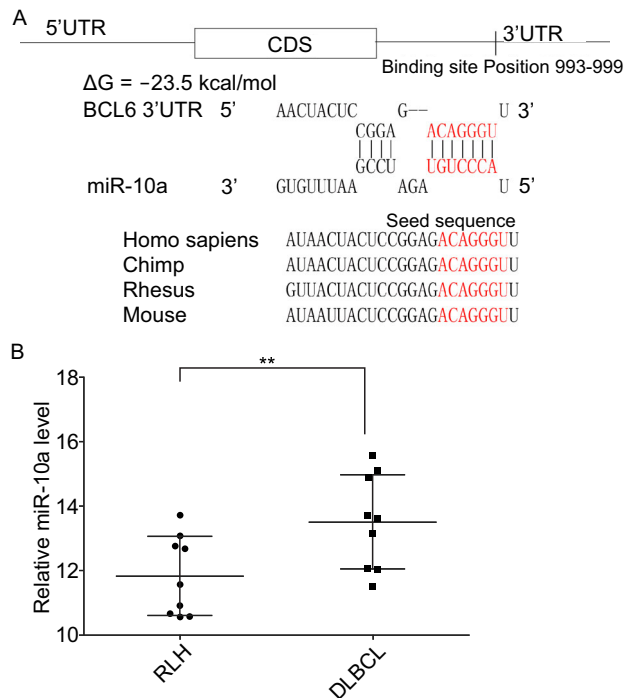 A
5'UTR
CDS
3'UTR
Binding site Position 993-999
ΔG = −23.5 kcal/mol
BCL6 3'UTR 5' AACUACUC G—— U 3'
CGGA ACAGGGU
GCCU UGUCCCA
miR-10a 3' GUGUUUAA AGA U 5'
Seed sequence
Homo sapiens AUAACUACUCCGGAGACAGGGUU
Chimp AUAACUACUCCGGAGACAGGGUU
Rhesus GUUACUACUCCGGAGACAGGGUU
Mouse AUAAUUACUCCGGAGACAGGGUU
B
**
Relative miR-10a level
18
16
14
12
10
RLH
DLBCL